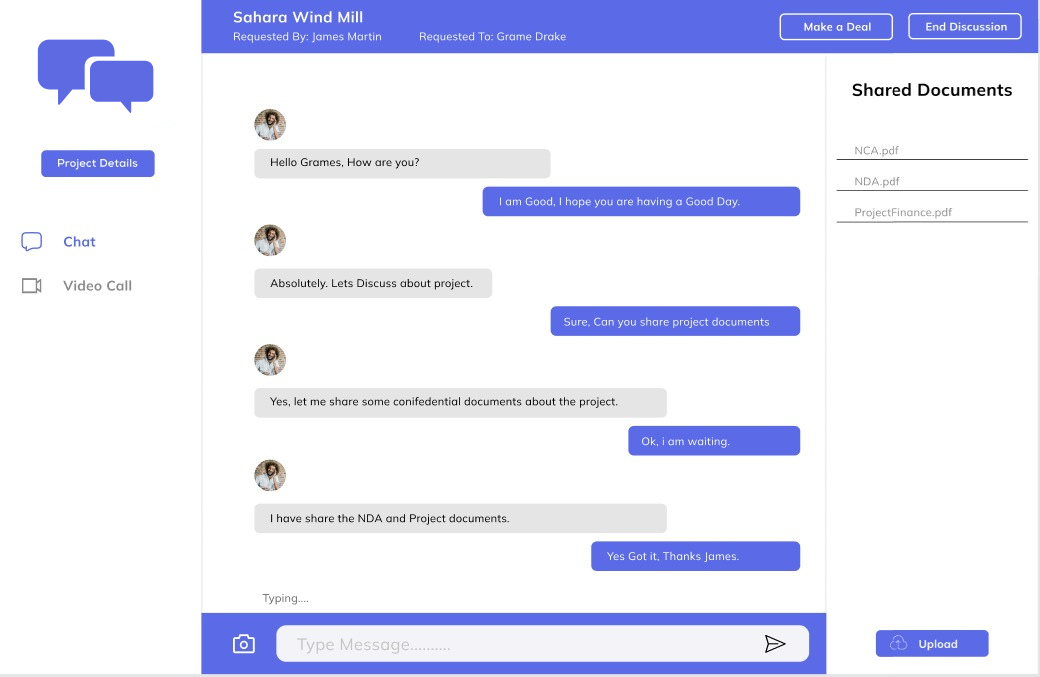 Sahara Wind Mill
Requested By: James Martin
Requested To: Grame Drake
Make a Deal
End Discussion
Project Details
Chat
Video Call
Hello Grames, How are you?
I am Good, I hope you are having a Good Day.
Absolutely. Lets Discuss about project.
Sure, Can you share project documents
Yes, let me share some conifedential documents about the project.
Ok, i am waiting.
I have share the NDA and Project documents.
Yes Got it, Thanks James.
Typing....
Type Message..........
Shared Documents
NCA.pdf
NDA.pdf
ProjectFinance.pdf
Upload